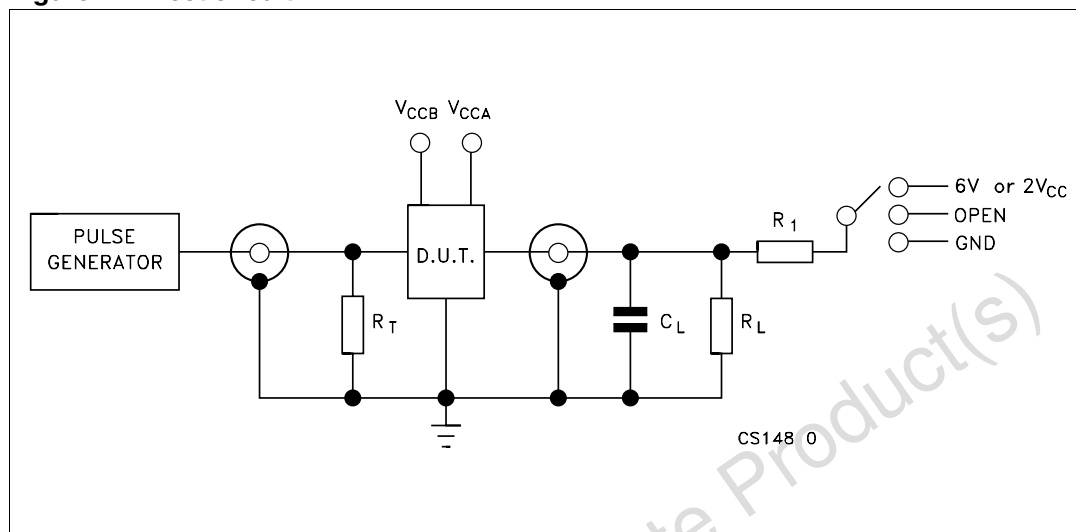 V_CCB V_CCA
PULSE
GENERATOR
D.U.T.
R_T
C_L
R_L
R_1
6V or 2V_CC
OPEN
GND
CS148 0
Product(s)